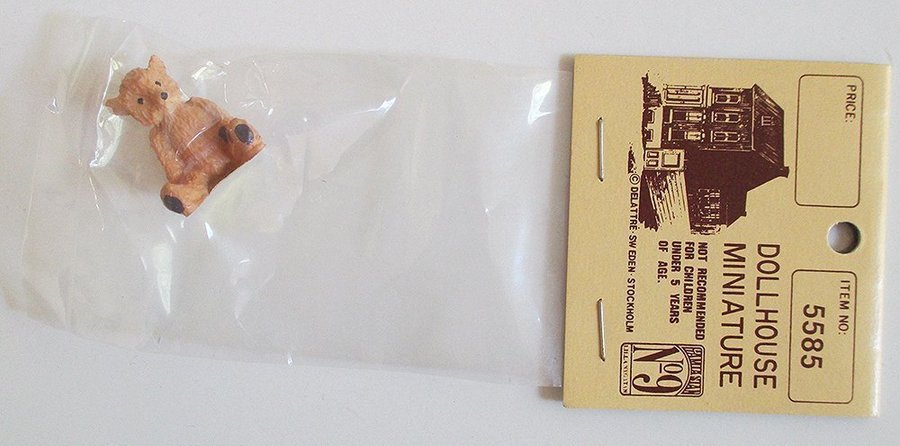 PRICE:
ITEM NO:
5585
DOLLHOUSE
MINIATURE
NOT RECOMMENDED
FOR CHILDREN
UNDER 5 YEARS
OF AGE.
© DELATTRE · SWEDEN · STOCKHOLM
No 9